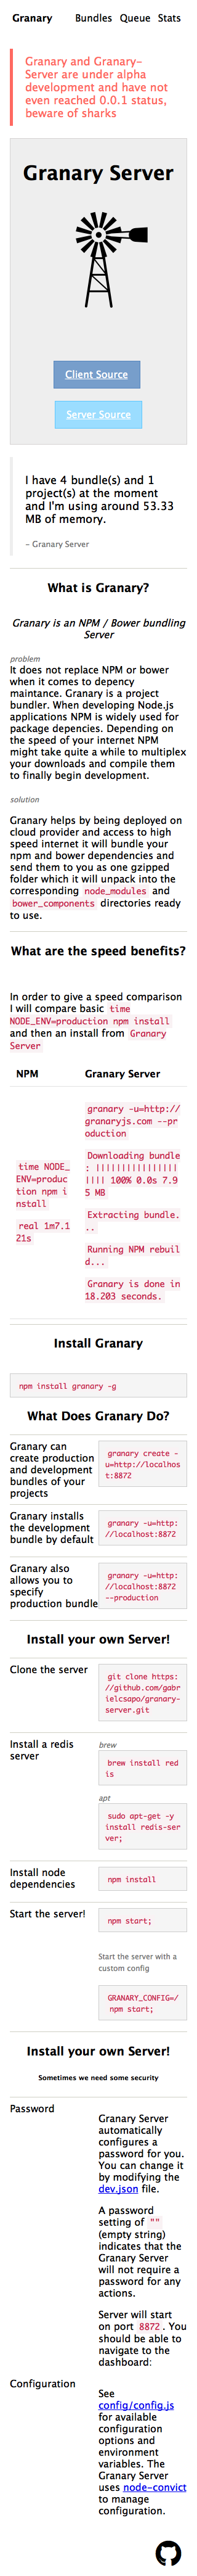 Granary Bundles Queue Stats
Granary and Granary-
Server are under alpha
development and have not
even reached 0.0.1 status,
beware of sharks
Granary Server
Client Source
Server Source
I have 4 bundle(s) and 1
project(s) at the moment
and I'm using around 53.33
MB of memory.
– Granary Server
What is Granary?
Granary is an NPM / Bower bundling
Server
problem
It does not replace NPM or bower
when it comes to depency
maintance. Granary is a project
bundler. When developing Node.js
applications NPM is widely used for
package depencies. Depending on
the speed of your internet NPM
might take quite a while to multiplex
your downloads and compile them
to finally begin development.
solution
Granary helps by being deployed on
cloud provider and access to high
speed internet it will bundle your
npm and bower dependencies and
send them to you as one gzipped
folder which it will unpack into the
corresponding node_modules and
bower_components directories ready
to use.
What are the speed benefits?
In order to give a speed comparison
I will compare basic time
NODE_ENV=production npm install
and then an install from Granary
Server
NPM Granary Server
time NODE_
ENV=produc
tion npm i
nstall
real 1m7.1
21s
granary -u=http://
granaryjs.com --pr
oduction
Downloading bundle
: ||||||||||||||||
|||| 100% 0.0s 7.9
5 MB
Extracting bundle.
..
Running NPM rebuil
d...
Granary is done in
18.203 seconds.
Install Granary
npm install granary -g
What Does Granary Do?
Granary can
create production
and development
bundles of your
projects
granary create -
u=http://localhos
t:8872
Granary installs
the development
bundle by default
granary -u=http:
//localhost:8872
Granary also
allows you to
specify
production bundle
granary -u=http:
//localhost:8872
--production
Install your own Server!
Clone the server
git clone https:
//github.com/gabr
ielcsapo/granary-
server.git
Install a redis
server
brew
brew install red
is
apt
sudo apt-get -y
install redis-ser
ver;
Install node
dependencies
npm install
Start the server!
npm start;
Start the server with a
custom config
GRANARY_CONFIG=/
npm start;
Install your own Server!
Sometimes we need some security
Password
Granary Server
automatically
configures a
password for you.
You can change it
by modifying the
dev.json file.
A password
setting of ""
(empty string)
indicates that the
Granary Server
will not require a
password for any
actions.
Server will start
on port 8872. You
should be able to
navigate to the
dashboard:
Configuration
See
config/config.js
for available
configuration
options and
environment
variables. The
Granary Server
uses node-convict
to manage
configuration.